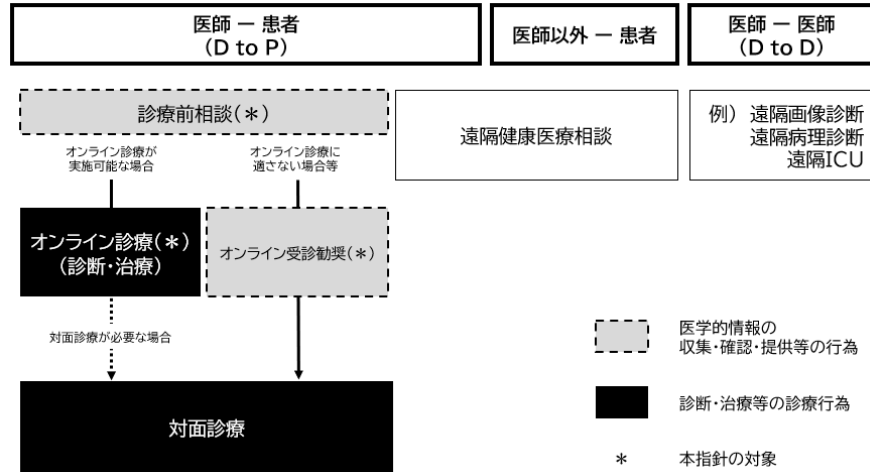 医師 ― 患者
(D to P)
医師以外 ― 患者
医師 ― 医師
(D to D)
診療前相談(*)
遠隔健康医療相談
例) 遠隔画像診断
遠隔病理診断
遠隔ICU
オンライン診療が
実施可能な場合
オンライン診療に
適さない場合等
オンライン診療(*)
(診断・治療)
オンライン受診勧奨(*)
対面診療が必要な場合
対面診療
医学的情報の
収集・確認・提供等の行為
診断・治療等の診療行為
* 本指針の対象